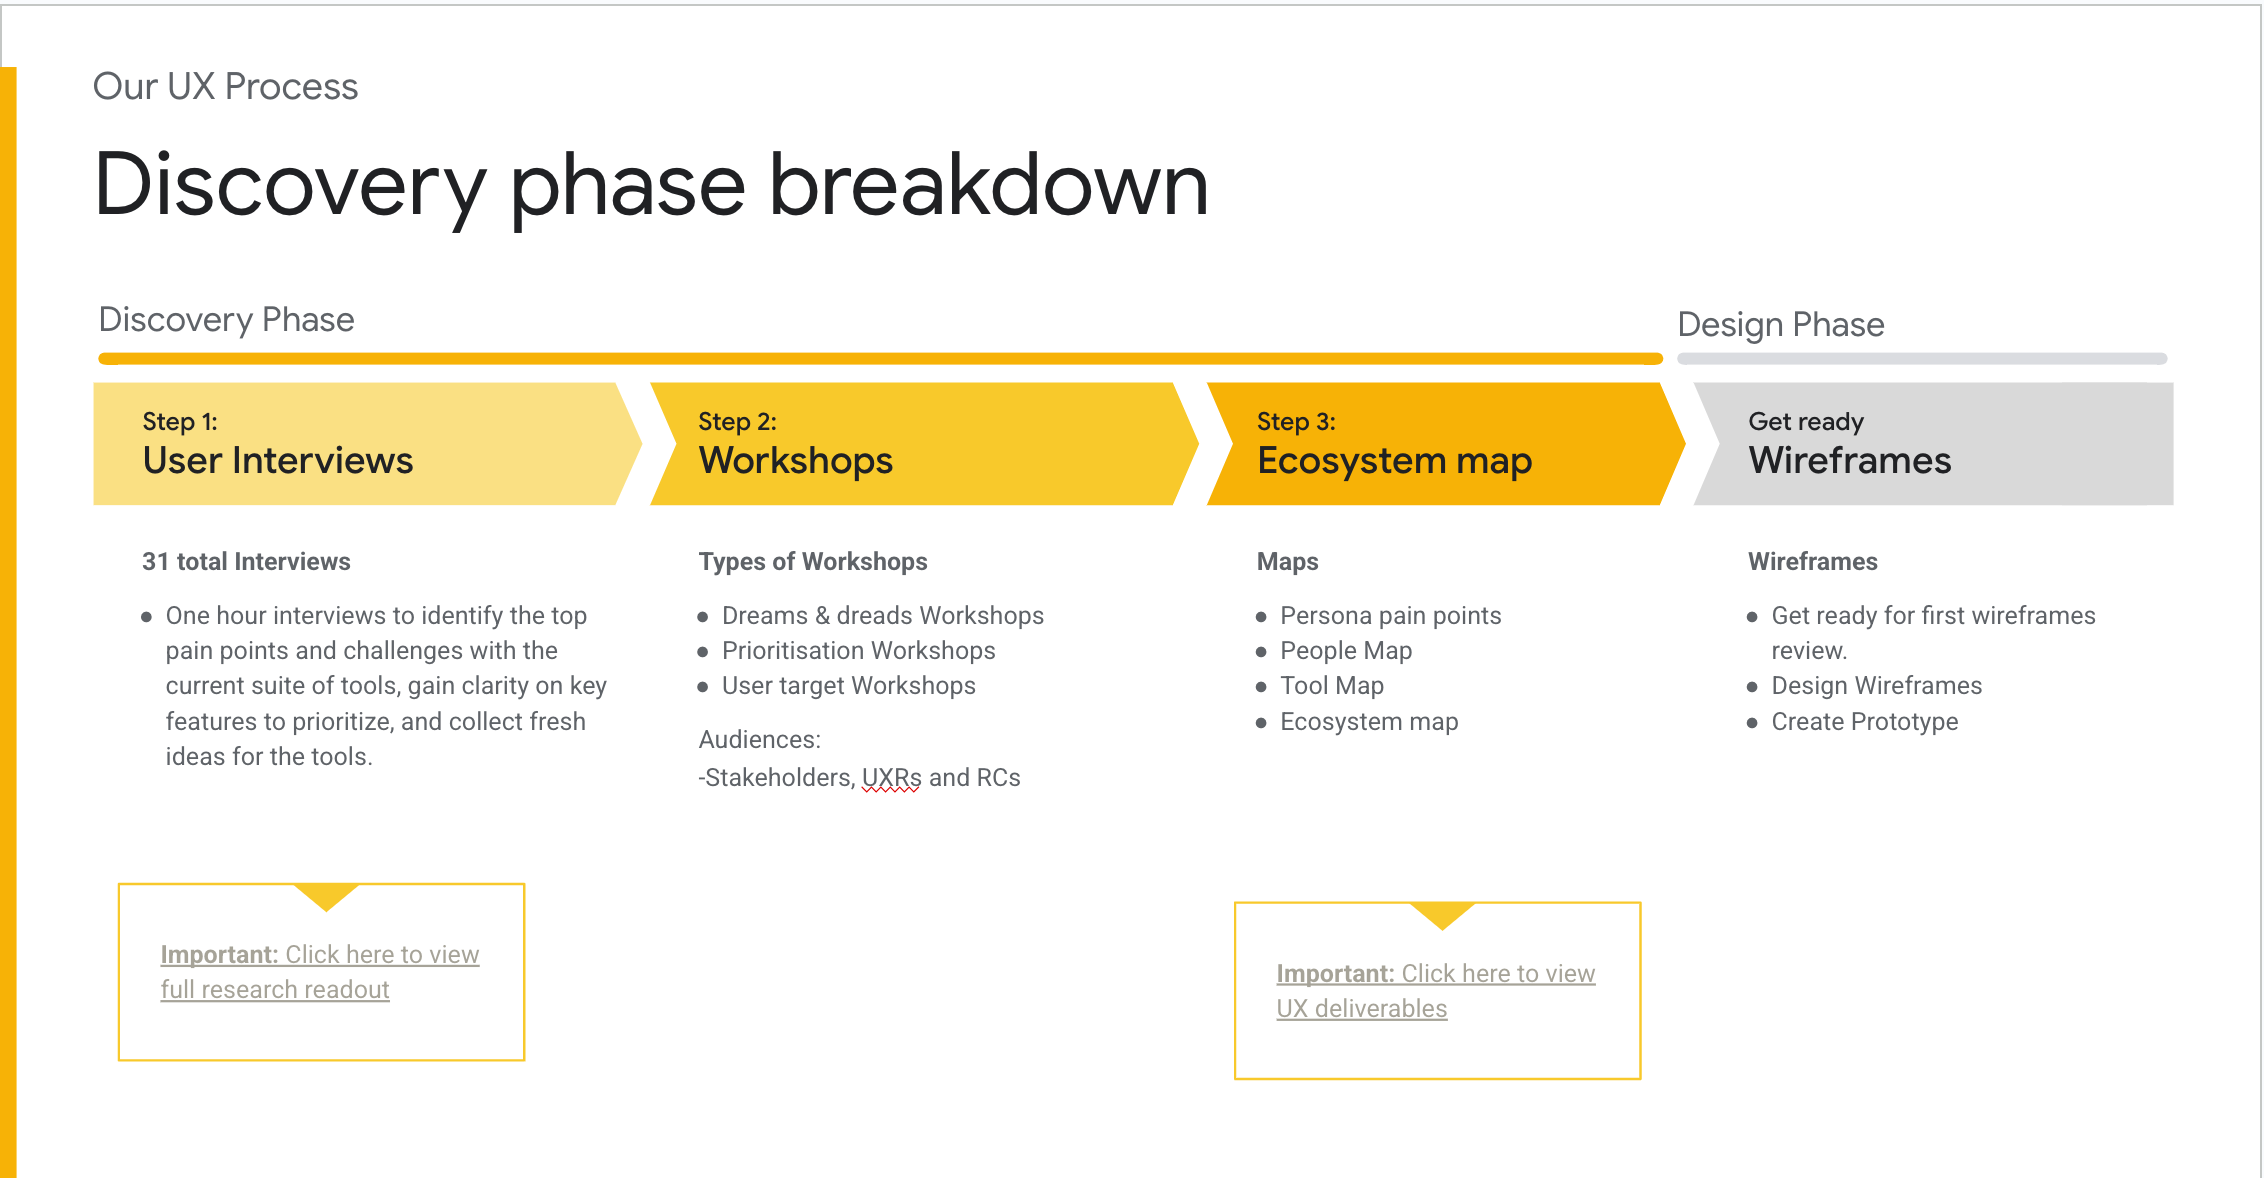 Our UX Process
Discovery phase breakdown
Discovery Phase
Design Phase
Step 1:
User Interviews
Step 2:
Workshops
Step 3:
Ecosystem map
Get ready
Wireframes
31 total Interviews
● One hour interviews to identify the top
pain points and challenges with the
current suite of tools, gain clarity on key
features to prioritize, and collect fresh
ideas for the tools.
Types of Workshops
● Dreams & dreads Workshops
● Prioritisation Workshops
● User target Workshops
Audiences:
-Stakeholders, UXRs and RCs
Maps
● Persona pain points
● People Map
● Tool Map
● Ecosystem map
Wireframes
● Get ready for first wireframes
review.
● Design Wireframes
● Create Prototype
Important: Click here to view
full research readout
Important: Click here to view
UX deliverables